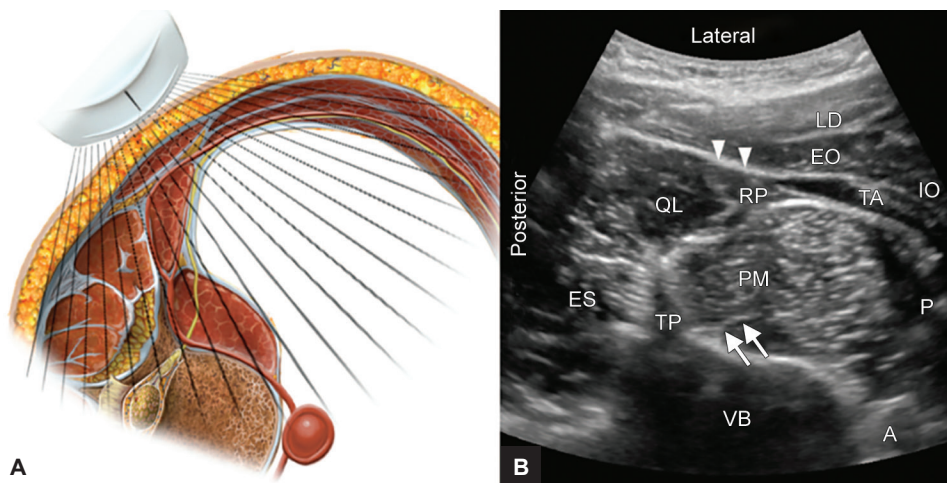 A
Lateral
Posterior
LD
EO
IO
QL
RP
TA
PM
ES
TP
P
VB
A
B